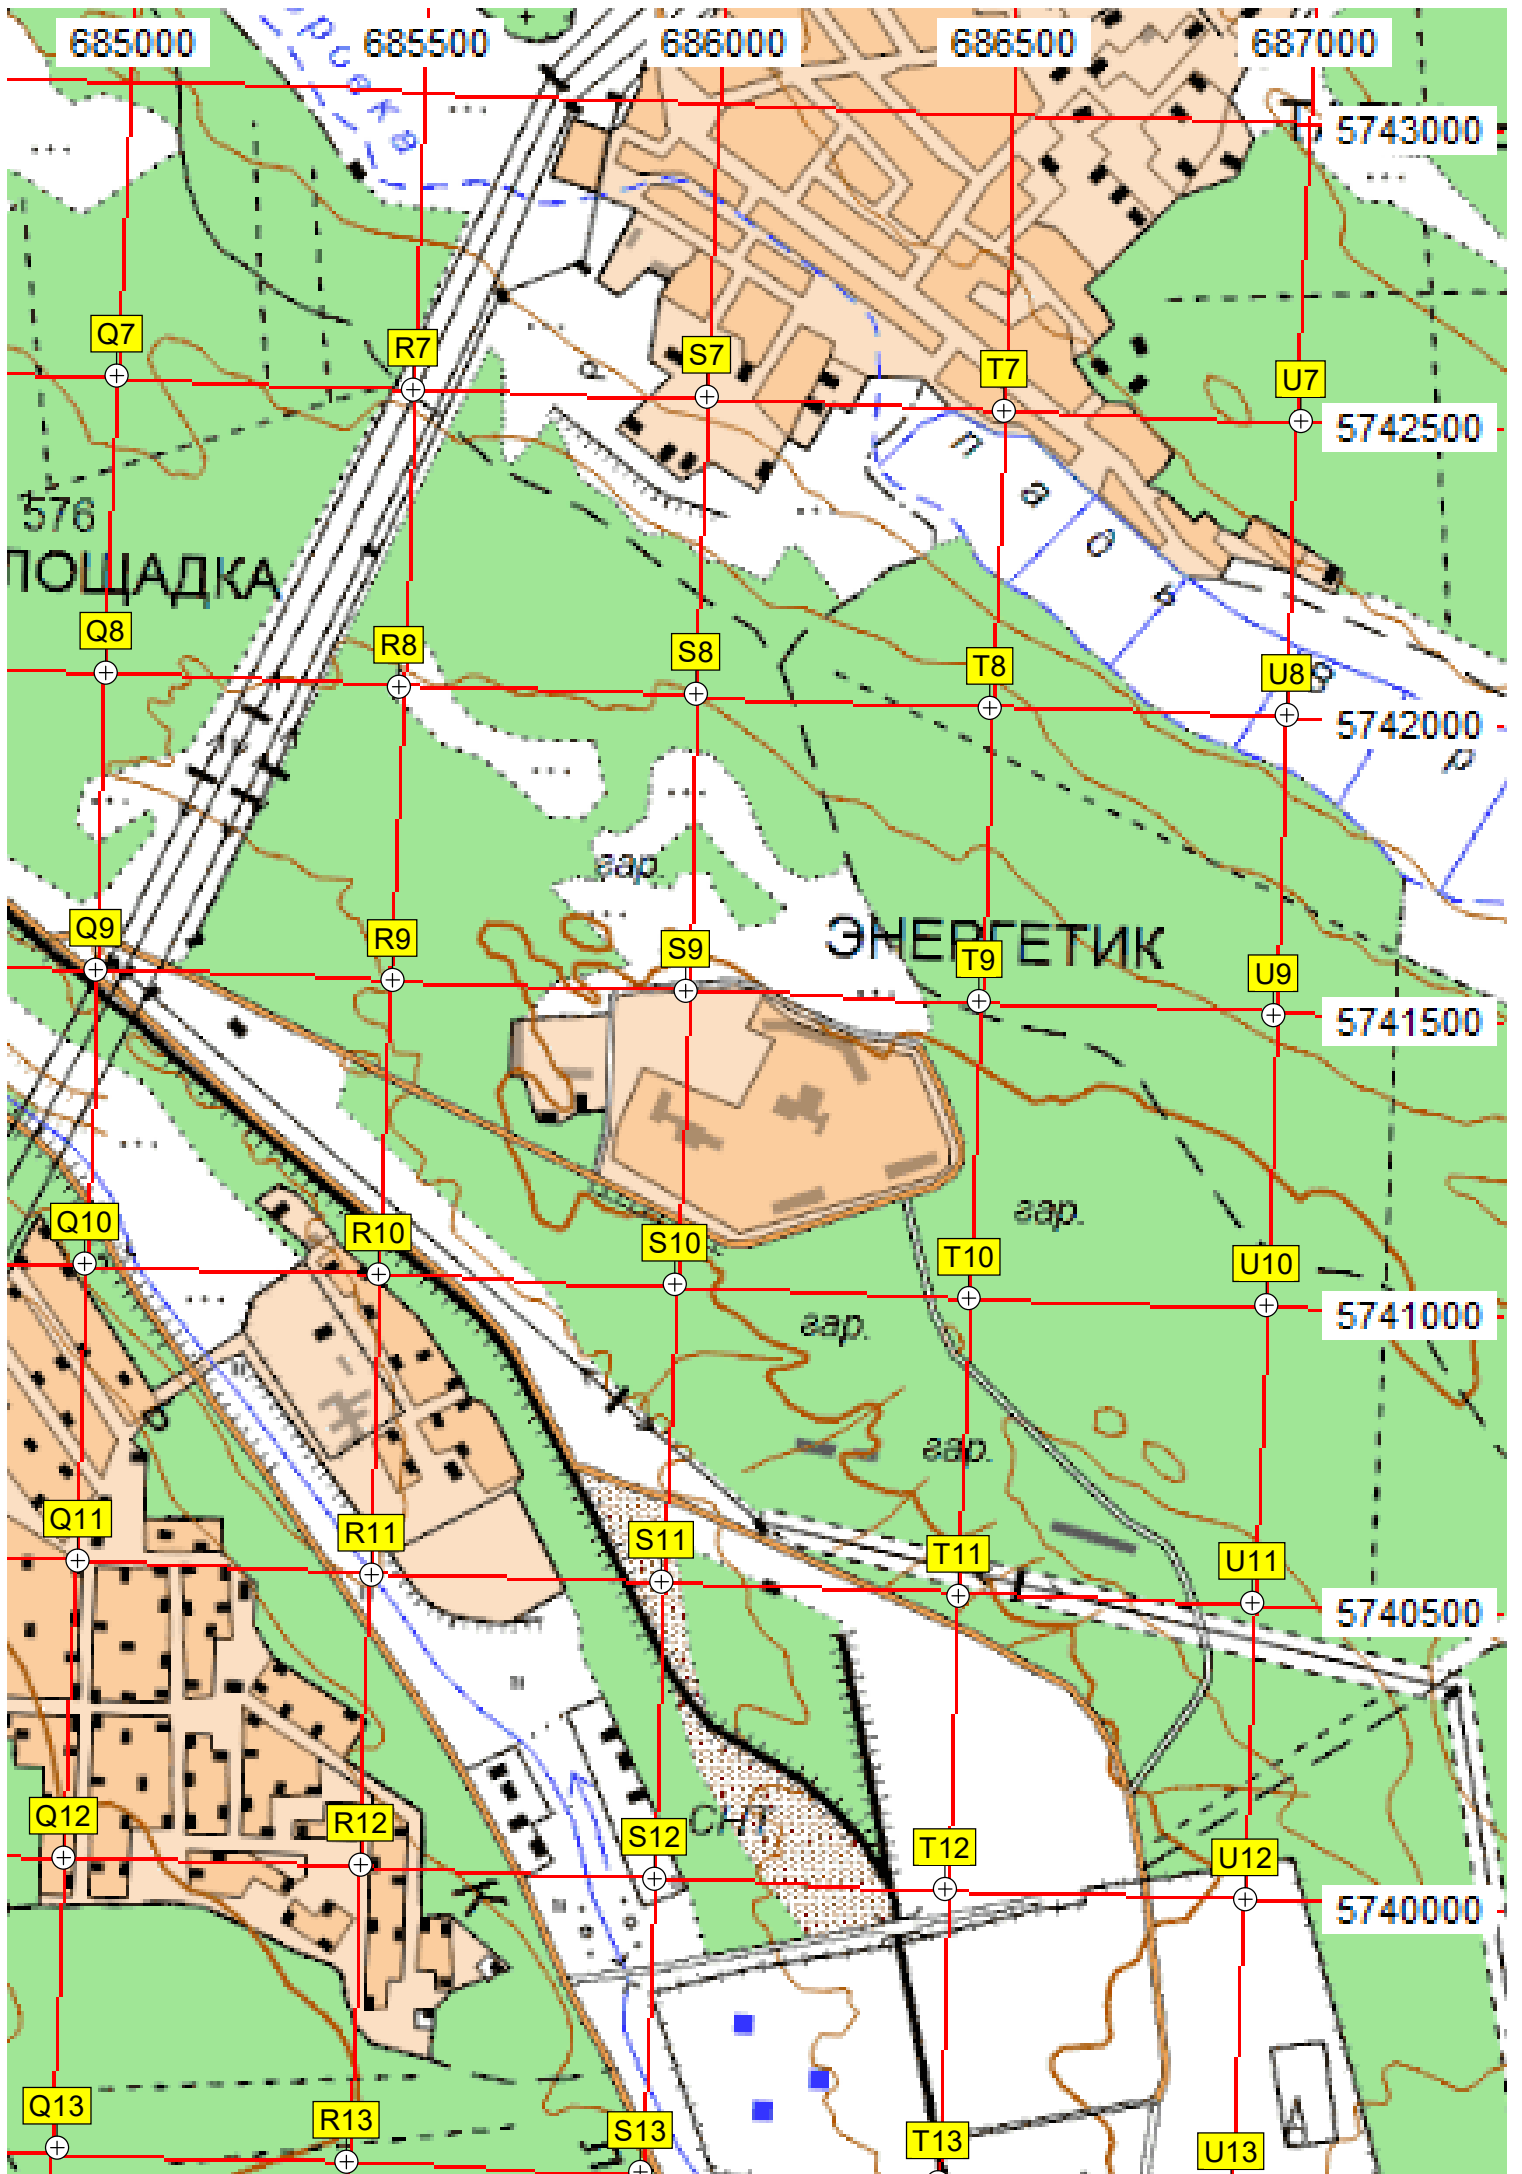 685000 685500 686000 686500 687000
5743000
Q7 R7 S7 T7 U7
5742500
576
ПЛОЩАДКА
Q8 R8 S8 T8 U8
5742000
гар.
ЭНЕРГЕТИК
Q9 R9 S9 T9 U9
5741500
гар.
Q10 R10 S10 T10 U10
5741000
гар.
гар.
Q11 R11 S11 T11 U11
5740500
СНТ
Q12 R12 S12 T12 U12
5740000
Q13 R13 S13 T13 U13